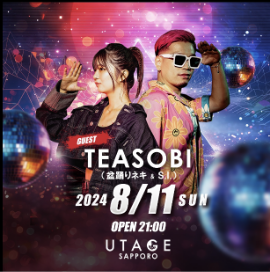 GUEST
TEASOBI
(盆踊りネキ & SI)
2024 8/11 SUN
OPEN 21:00
UTAGE
SAPPORO